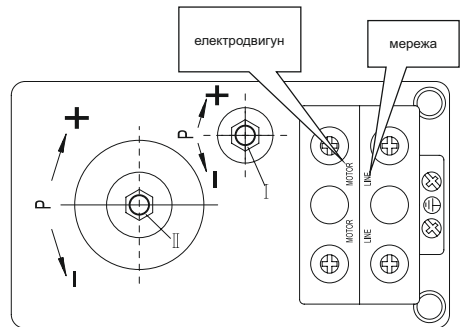 електродвигун
мережа
+
+
P
P
I
-
MOTOR
LINE
II
-
MOTOR
LINE